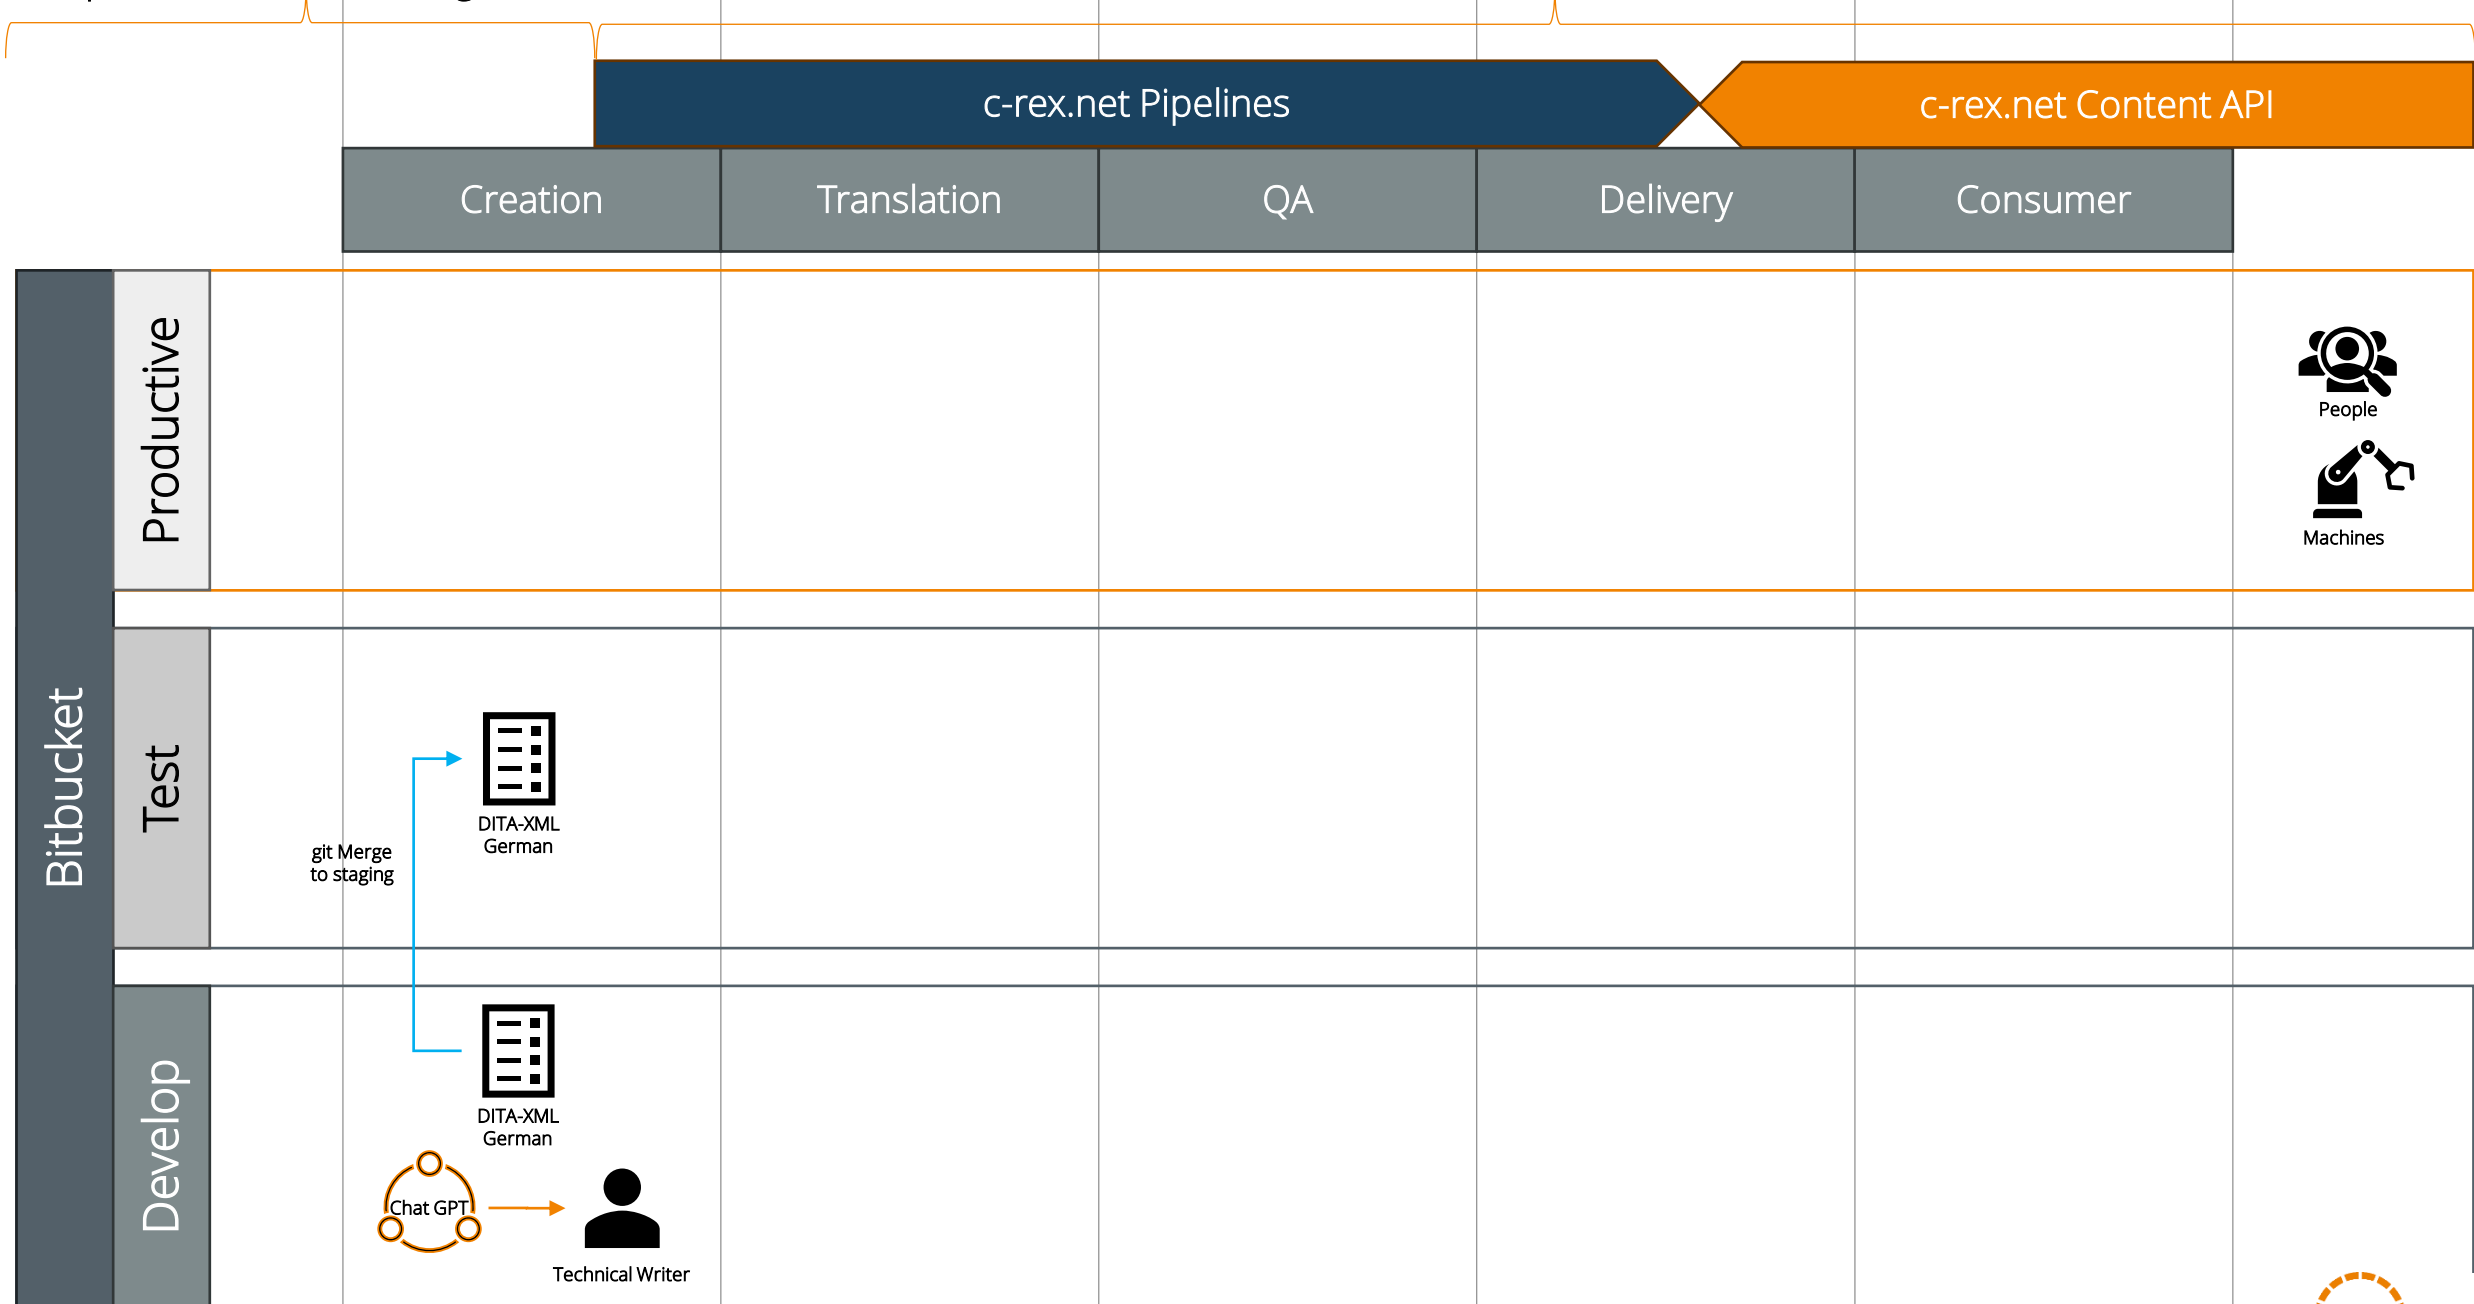 c-rex.net Pipelines
c-rex.net Content API
Creation
Translation
QA
Delivery
Consumer
Bitbucket
Productive
People
Machines
Test
DITA-XML
German
git Merge
to staging
Develop
DITA-XML
German
Chat GPT
Technical Writer